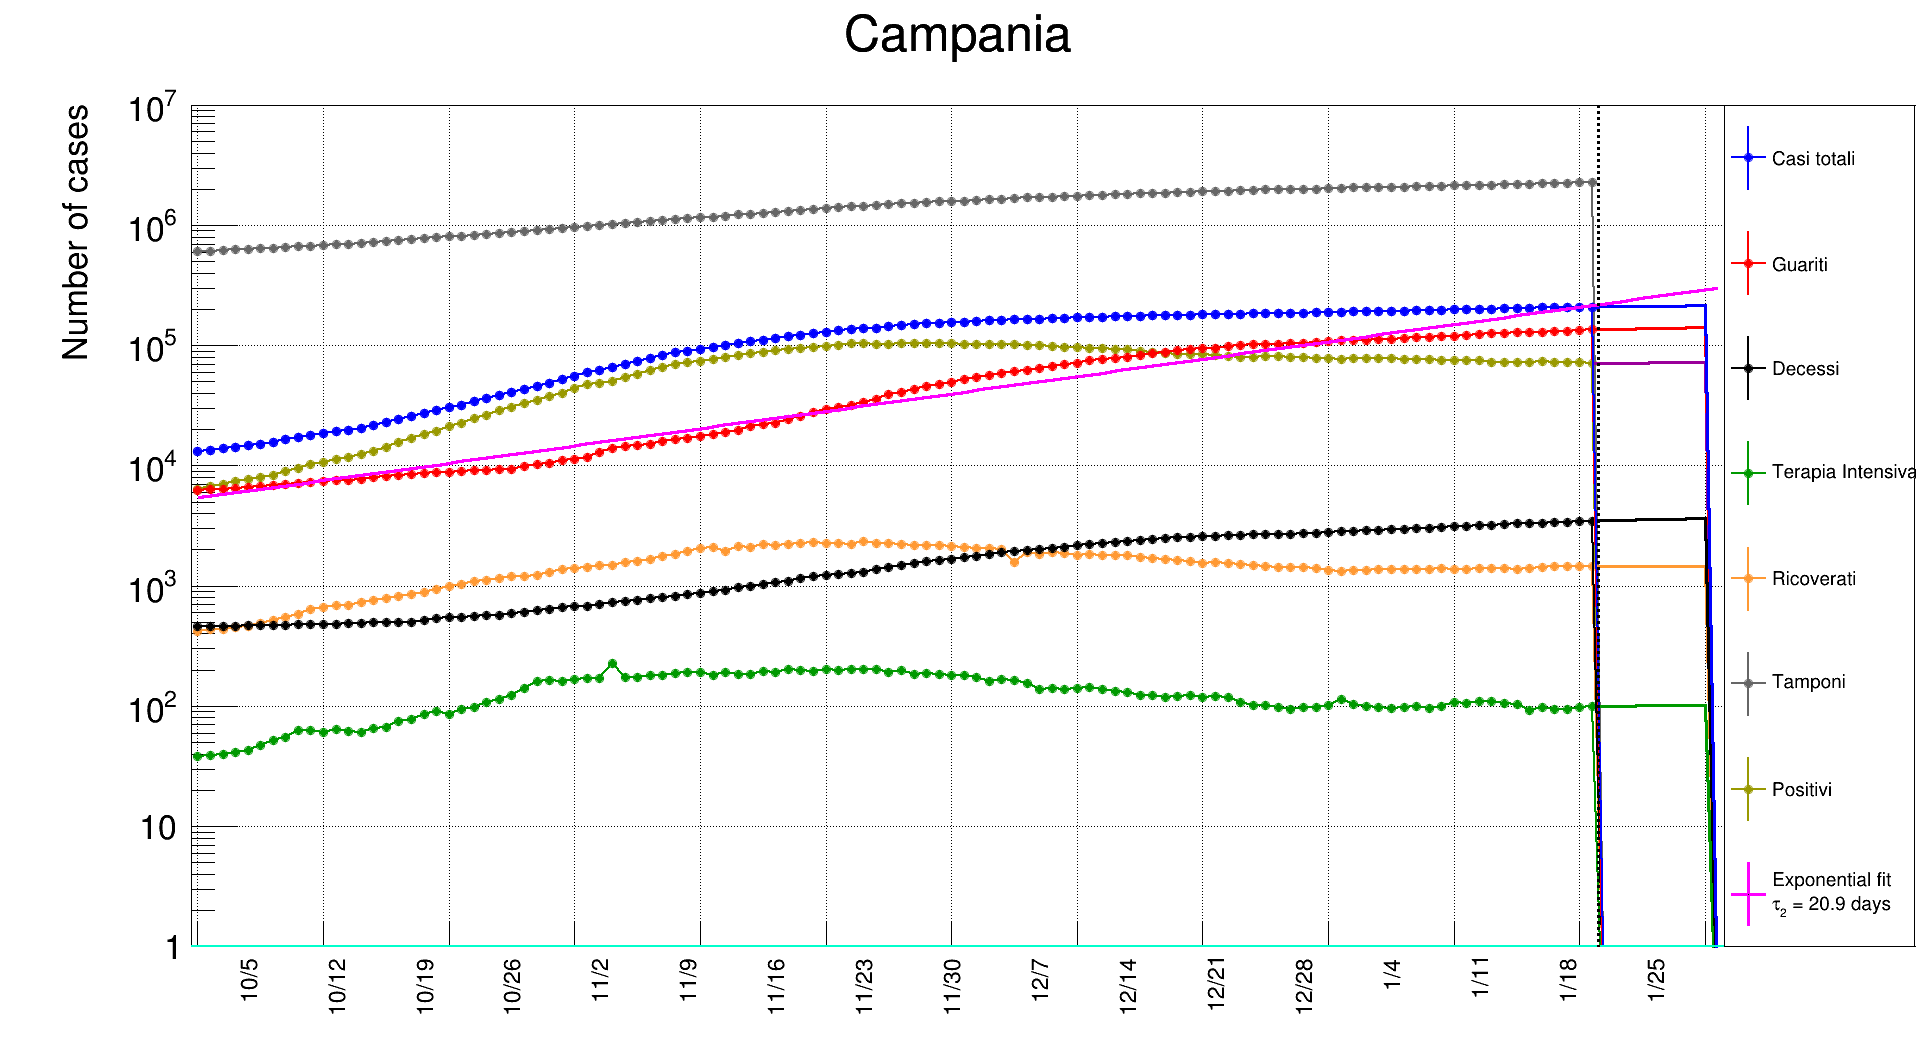 Campania
Number of cases
10^7
10^6
10^5
10^4
10^3
10^2
10
1
10/5
10/12
10/19
10/26
11/2
11/9
11/16
11/23
11/30
12/7
12/14
12/21
12/28
1/4
1/11
1/18
1/25
Casi totali
Guariti
Decessi
Terapia Intensiva
Ricoverati
Tamponi
Positivi
Exponential fit
τ_2 = 20.9 days